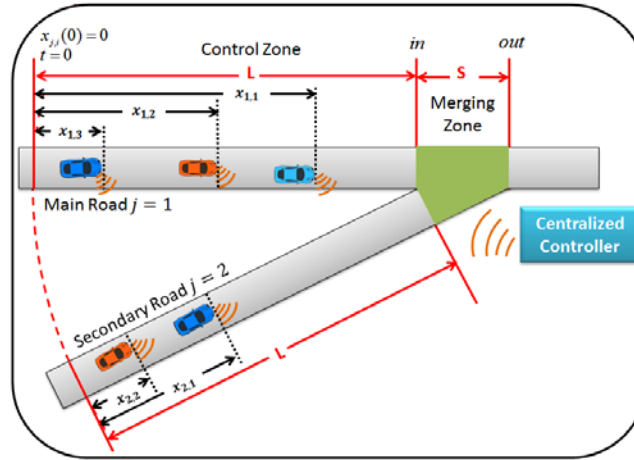 x_{j,i}(0)=0
t=0
Control Zone
in
out
L
S
x_{1,1}
Merging
Zone
x_{1,2}
x_{1,3}
Main Road j = 1
Centralized
Controller
Secondary Road j = 2
L
x_{2,2}
x_{2,1}